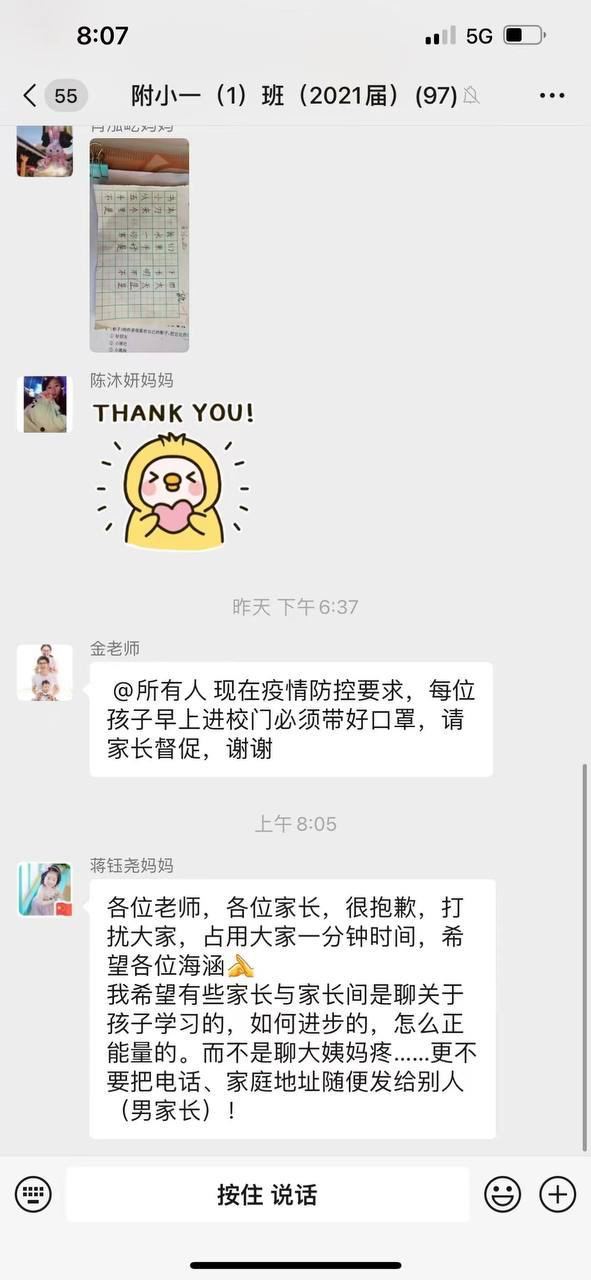 8:07
5G
55
附小一（1）班（2021届）(97)
陈沐妍妈妈
THANK YOU!
昨天 下午6:37
金老师
@所有人 现在疫情防控要求，每位
孩子早上进校门必须带好口罩，请
家长督促，谢谢
上午8:05
蒋钰尧妈妈
各位老师，各位家长，很抱歉，打
扰大家，占用大家一分钟时间，希
望各位海涵🙏
我希望有些家长与家长间是聊关于
孩子学习的，如何进步的，怎么正
能量的。而不是聊大姨妈疼……更不
要把电话、家庭地址随便发给别人
（男家长）！
按住 说话